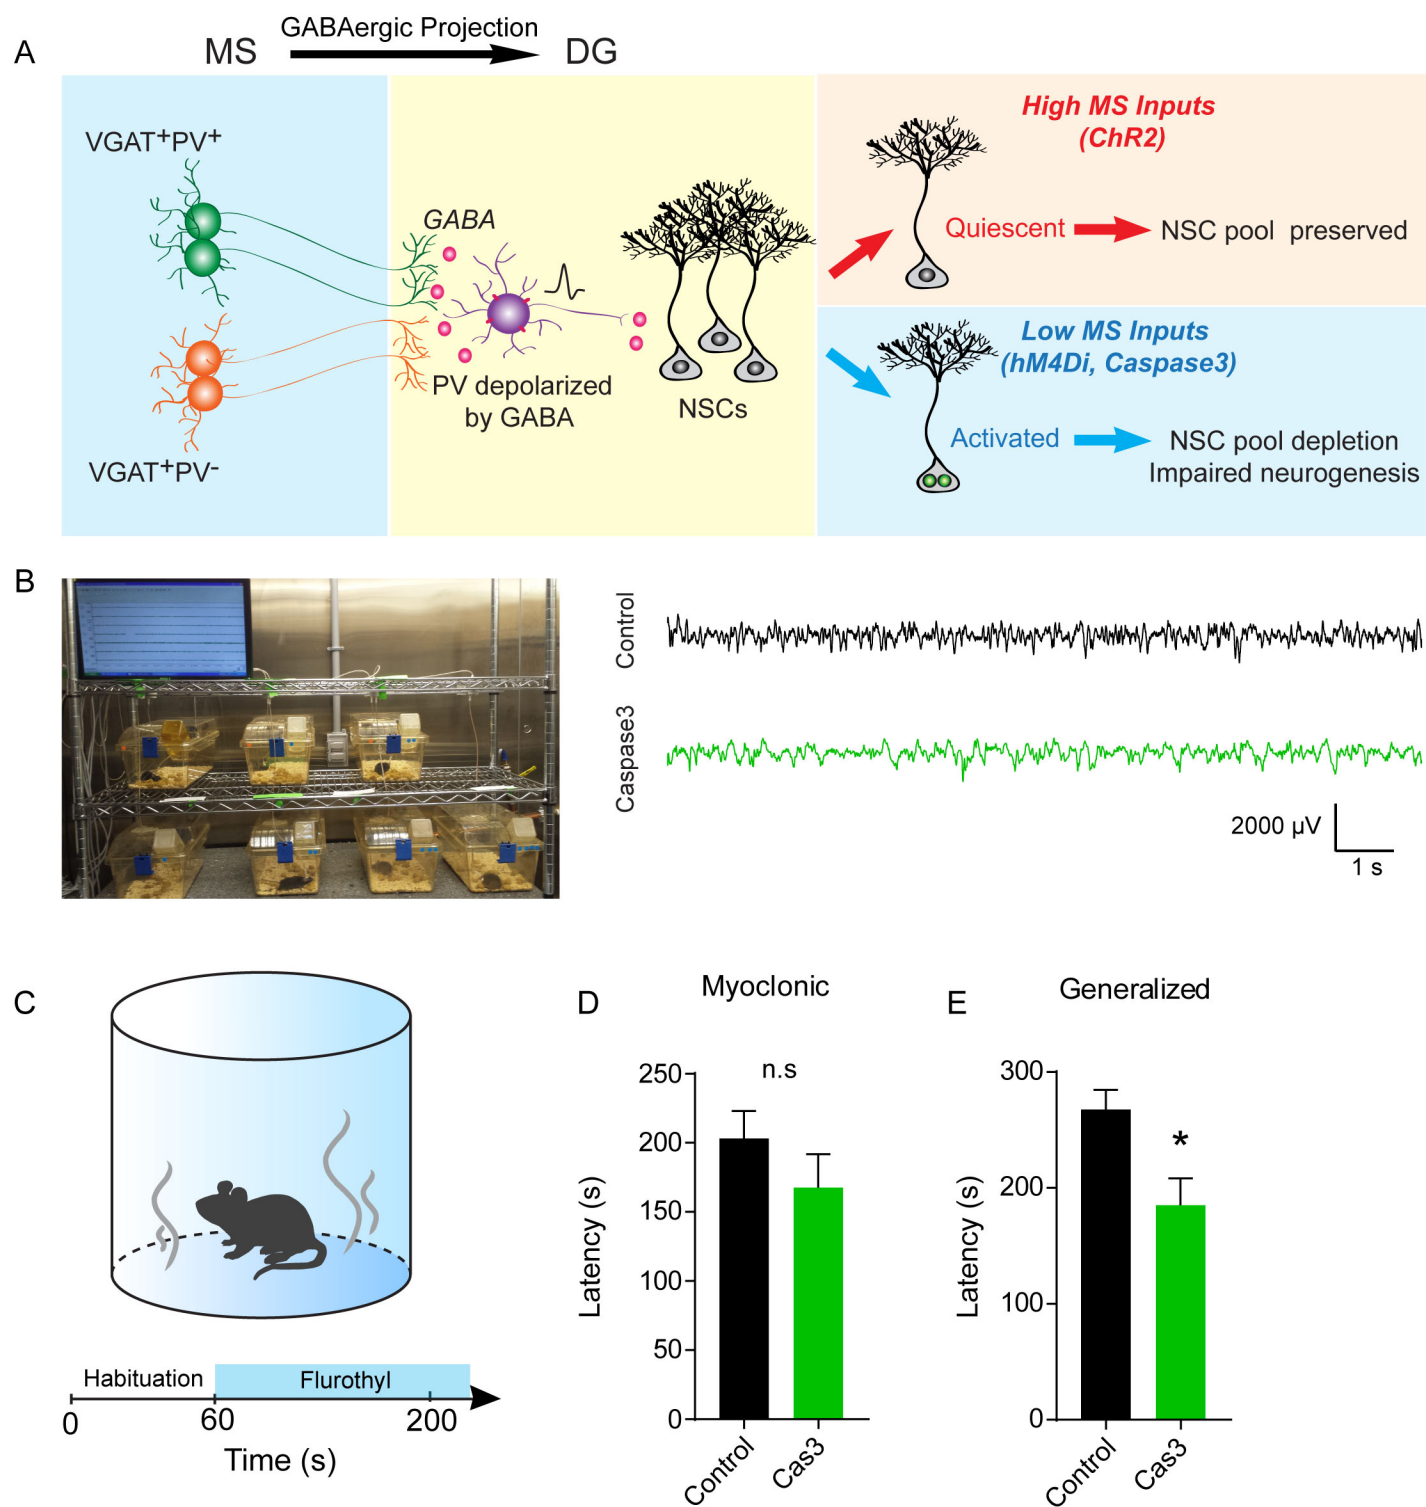 A
MS
GABAergic Projection
DG
VGAT+PV+
VGAT+PV-
GABA
PV depolarized
by GABA
NSCs
High MS Inputs
(ChR2)
Quiescent
NSC pool preserved
Low MS Inputs
(hM4Di, Caspase3)
Activated
NSC pool depletion
Impaired neurogenesis
B
Control
Caspase3
2000 μV
1 s
C
Habituation
Flurothyl
0
60
200
Time (s)
D
Myoclonic
n.s
250
200
150
100
50
0
Latency (s)
Control
Cas3
E
Generalized
*
300
200
100
0
Latency (s)
Control
Cas3